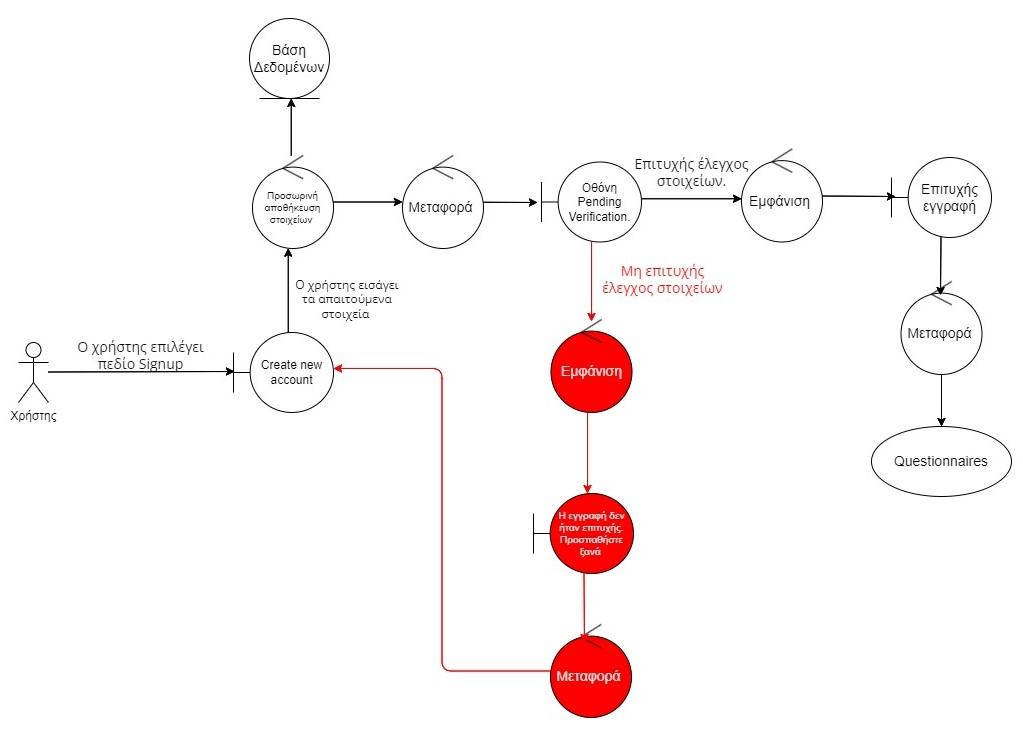 Βάση
Δεδομένων
Προσωρινή
αποθήκευση
στοιχείων
Μεταφορά
Οθόνη
Pending
Verification.
Επιτυχής έλεγχος
στοιχείων.
Εμφάνιση
Επιτυχής
εγγραφή
Ο χρήστης εισάγει
τα απαιτούμενα
στοιχεία
Μη επιτυχής
έλεγχος στοιχείων
Μεταφορά
Ο χρήστης επιλέγει
πεδίο Signup
Χρήστης
Create new
account
Εμφάνιση
Questionnaires
Η εγγραφή δεν
ήταν επιτυχής.
Προσπαθήστε
ξανά
Μεταφορά